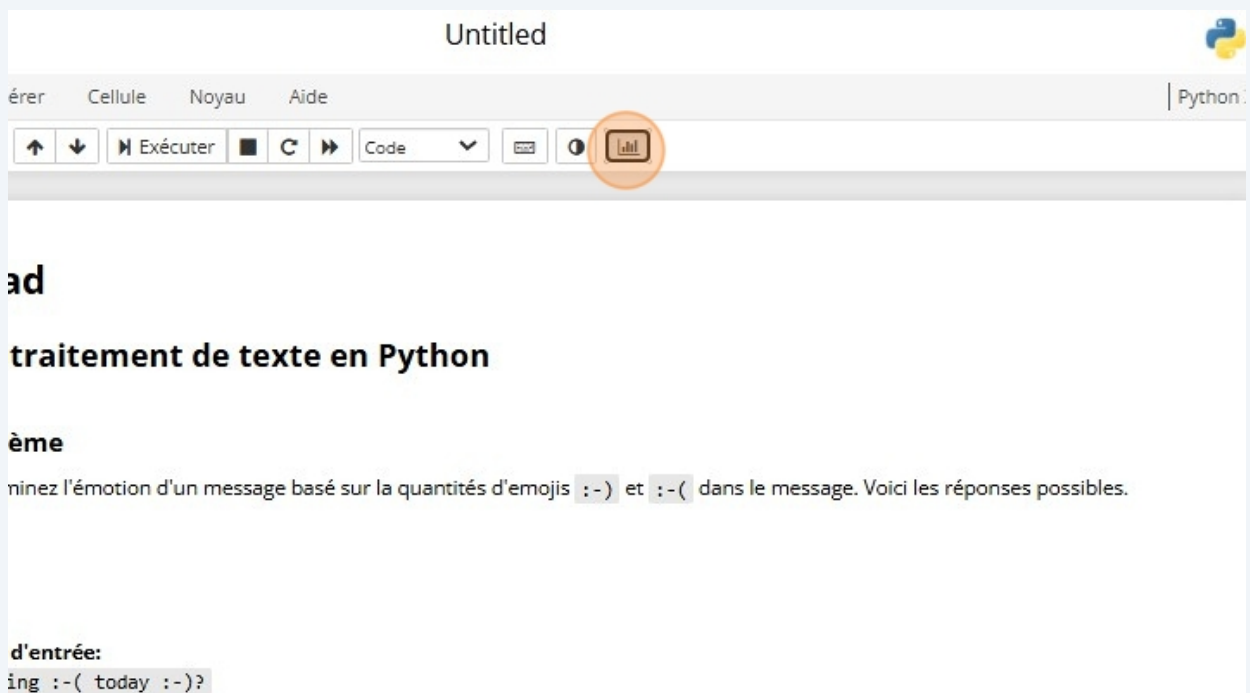 Untitled
érer Cellule Noyau Aide Python
Exécuter Code
ad
traitement de texte en Python
ème
minez l'émotion d'un message basé sur la quantités d'emojis :-) et :-( dans le message. Voici les réponses possibles.
d'entrée:
ing :-( today :-)?